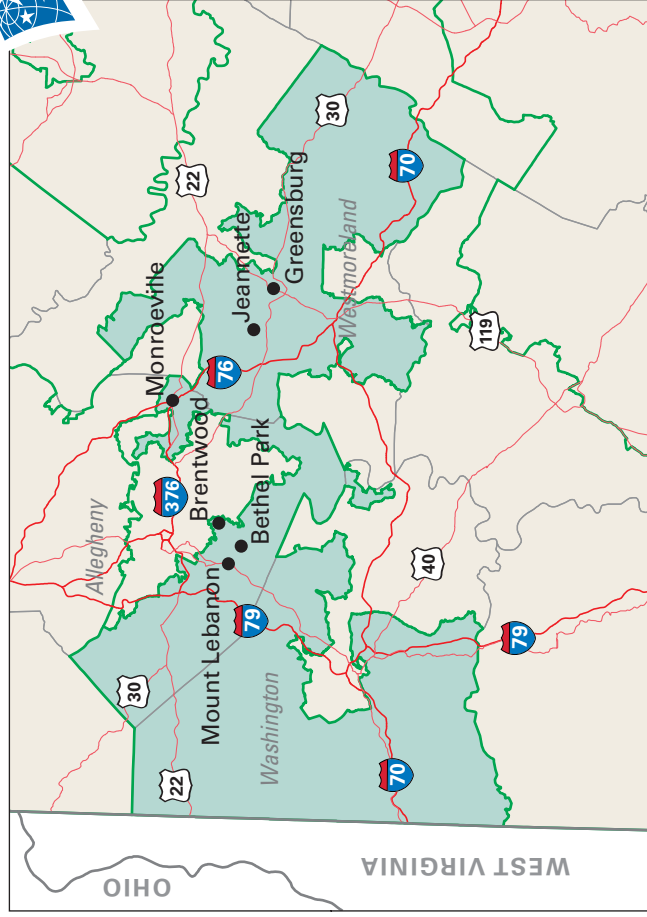 OHIO
WEST VIRGINIA
Allegheny
30
Monroeville
376
22
22
Brentwood
Mount Lebanon
76
Jeannette
79
Bethel Park
Washington
Greensburg
30
Westmoreland
70
70
40
119
79